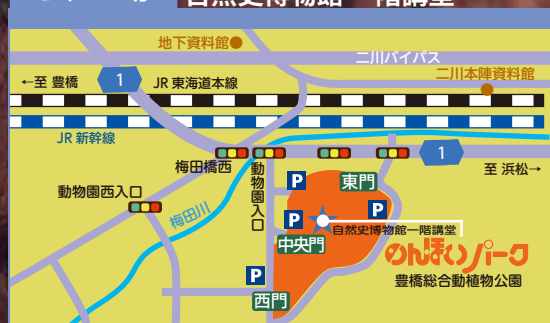 自然史博物館一階講堂
地下資料館
二川バイパス
←至 豊橋
1
JR 東海道本線
二川本陣資料館
JR 新幹線
梅田橋西
動物園入口
1
至 浜松→
動物園西入口
P
東門
梅田川
P
P
自然史博物館一階講堂
中央門
のんほいパーク
豊橋総合動植物公園
P
西門